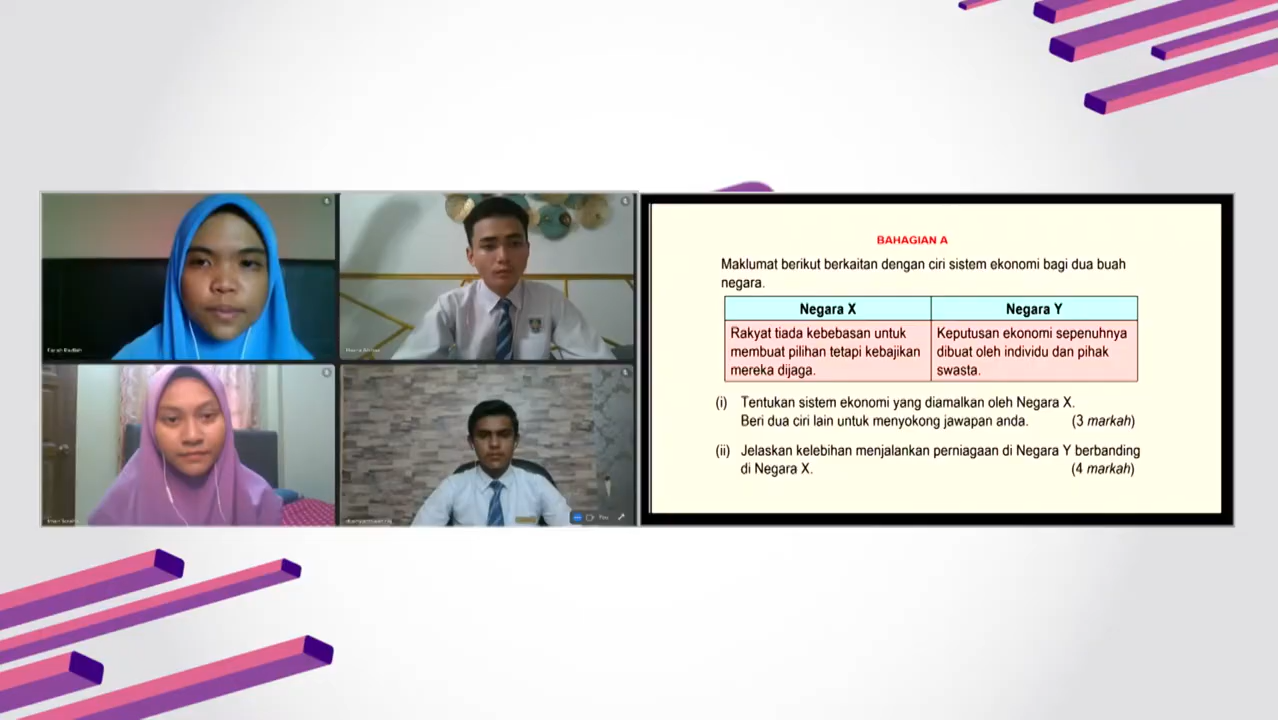 BAHAGIAN A
Maklumat berikut berkaitan dengan ciri sistem ekonomi bagi dua buah
negara.
Negara X
Negara Y
Rakyat tiada kebebasan untuk
membuat pilihan tetapi kebajikan
mereka dijaga.
Keputusan ekonomi sepenuhnya
dibuat oleh individu dan pihak
swasta.
(i) Tentukan sistem ekonomi yang diamalkan oleh Negara X.
Beri dua ciri lain untuk menyokong jawapan anda. (3 markah)
(ii) Jelaskan kelebihan menjalankan perniagaan di Negara Y berbanding
di Negara X. (4 markah)
You